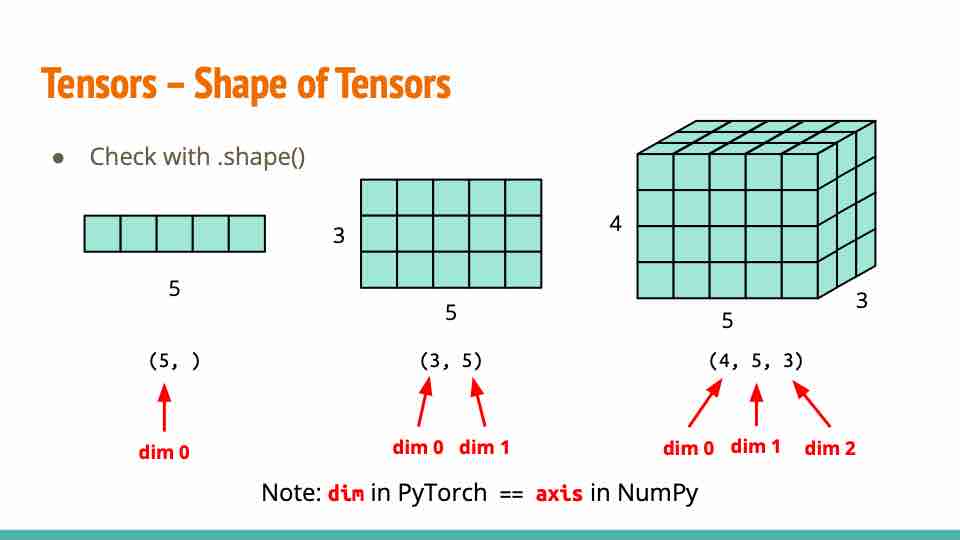 Tensors – Shape of Tensors
● Check with .shape()
5
3
5
4
5
3
(5, )
(3, 5)
(4, 5, 3)
dim 0
dim 0 dim 1
dim 0 dim 1 dim 2
Note: dim in PyTorch == axis in NumPy